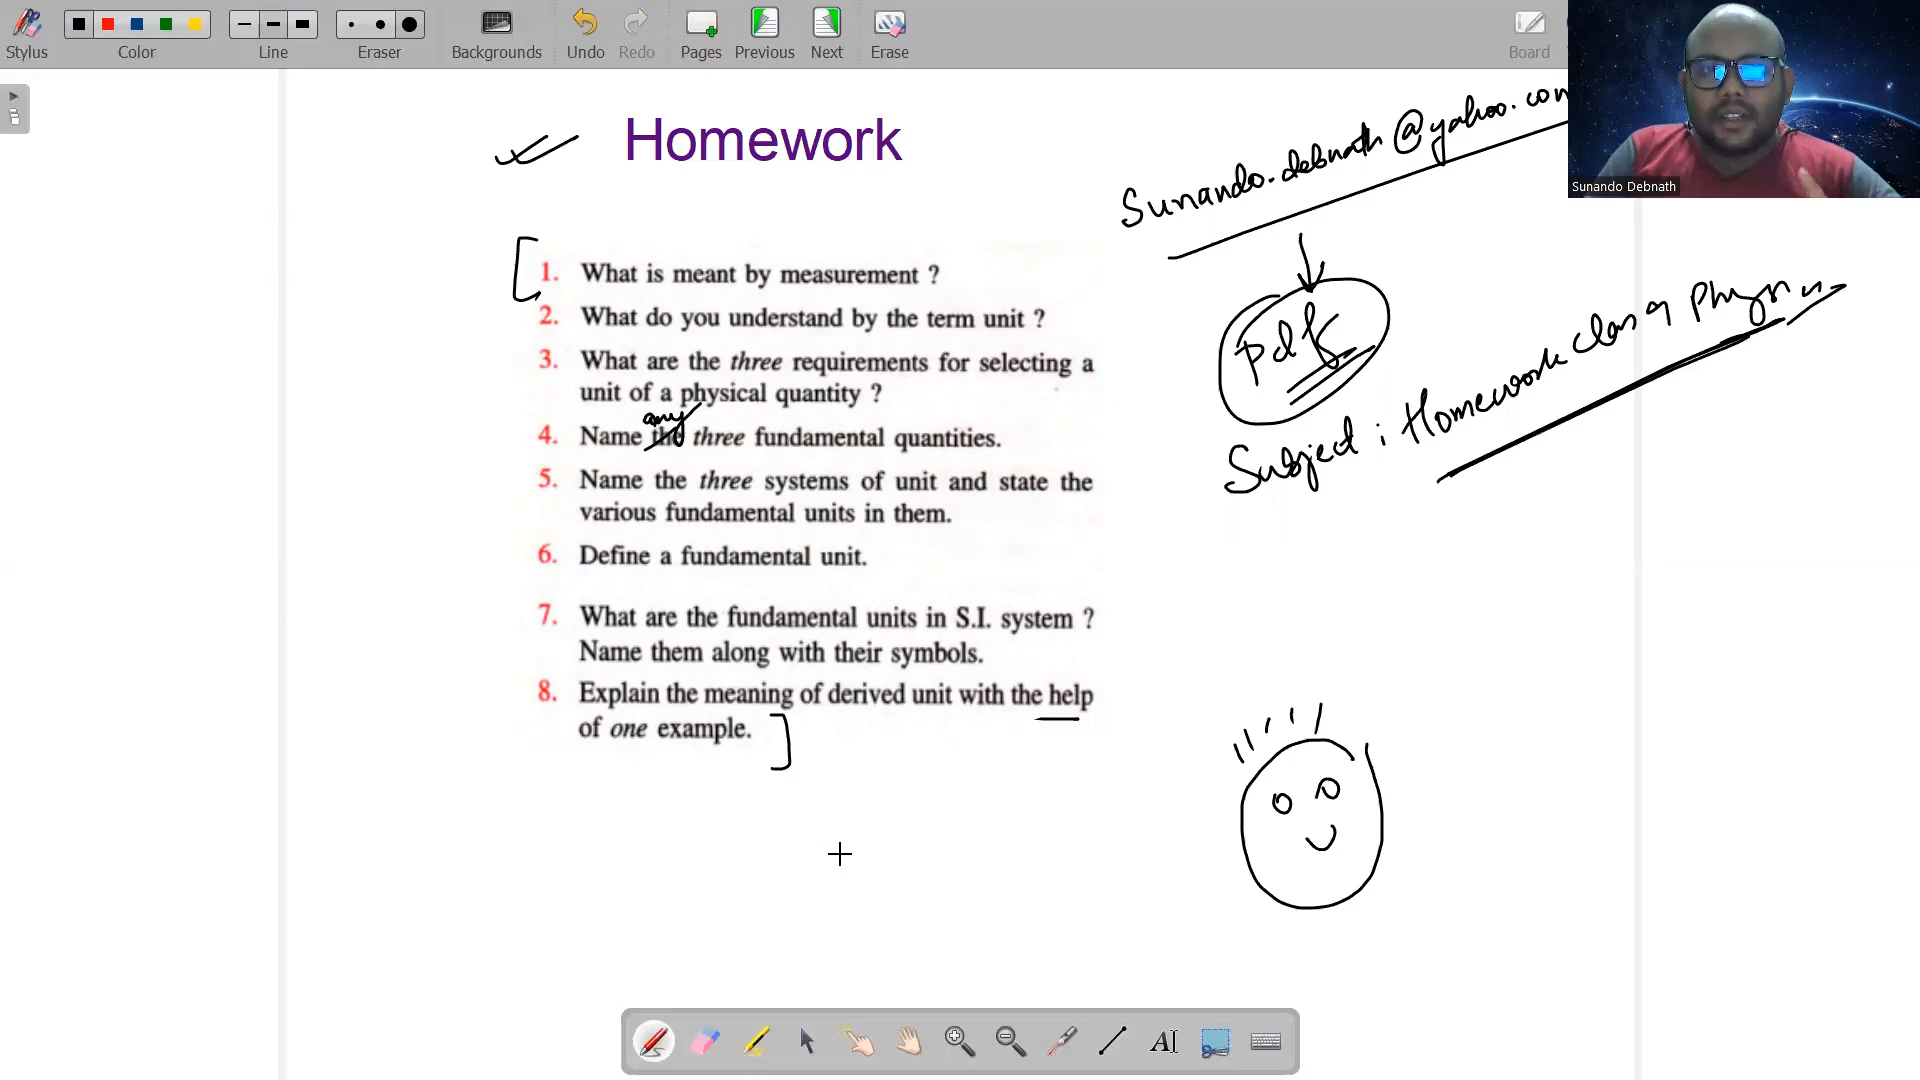 Stylus
Color
Line
Eraser
Backgrounds
Undo
Redo
Pages
Previous
Next
Erase
Board
Homework
Sunando.debnath@yahoo.com
Sunando Debnath
pdf
Subject : Homework class 9 Physics
1. What is meant by measurement ?
2. What do you understand by the term unit ?
3. What are the three requirements for selecting a
unit of a physical quantity ?
any
4. Name the three fundamental quantities.
5. Name the three systems of unit and state the
various fundamental units in them.
6. Define a fundamental unit.
7. What are the fundamental units in S.I. system ?
Name them along with their symbols.
8. Explain the meaning of derived unit with the help
of one example.